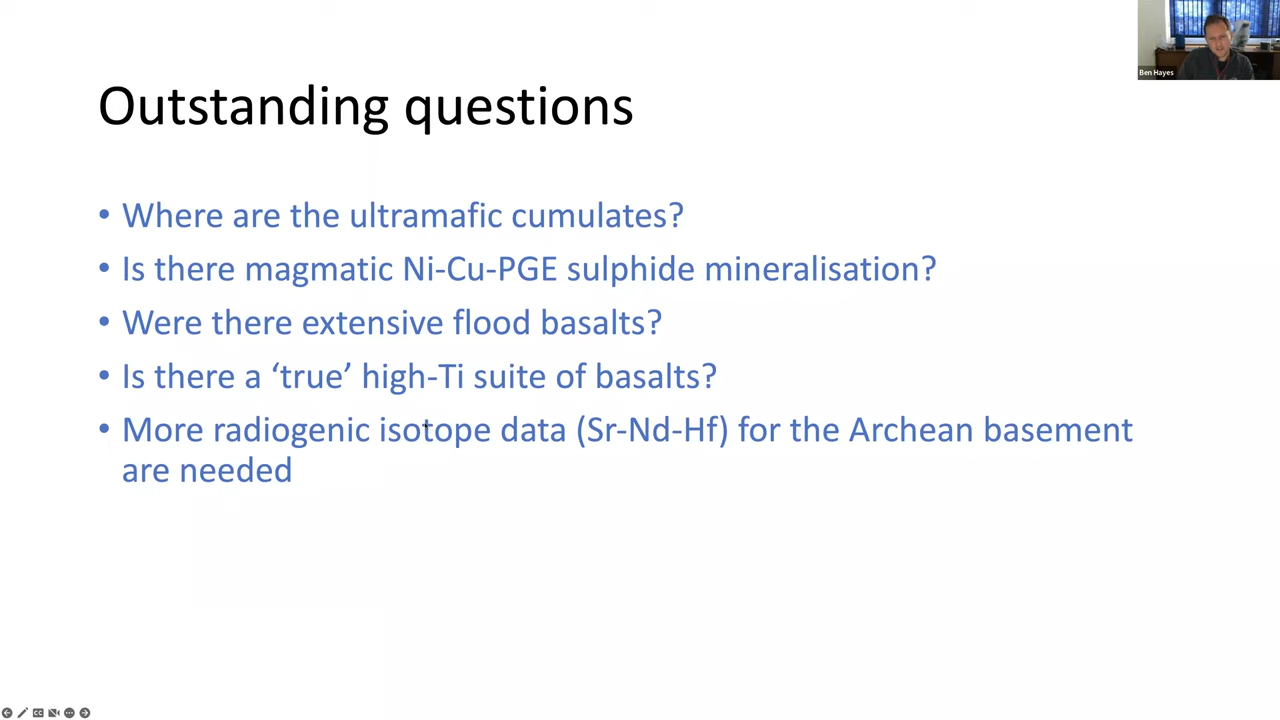 Ben Hayes
Outstanding questions
• Where are the ultramafic cumulates?
• Is there magmatic Ni-Cu-PGE sulphide mineralisation?
• Were there extensive flood basalts?
• Is there a ‘true’ high-Ti suite of basalts?
• More radiogenic isotope data (Sr-Nd-Hf) for the Archean basement
are needed